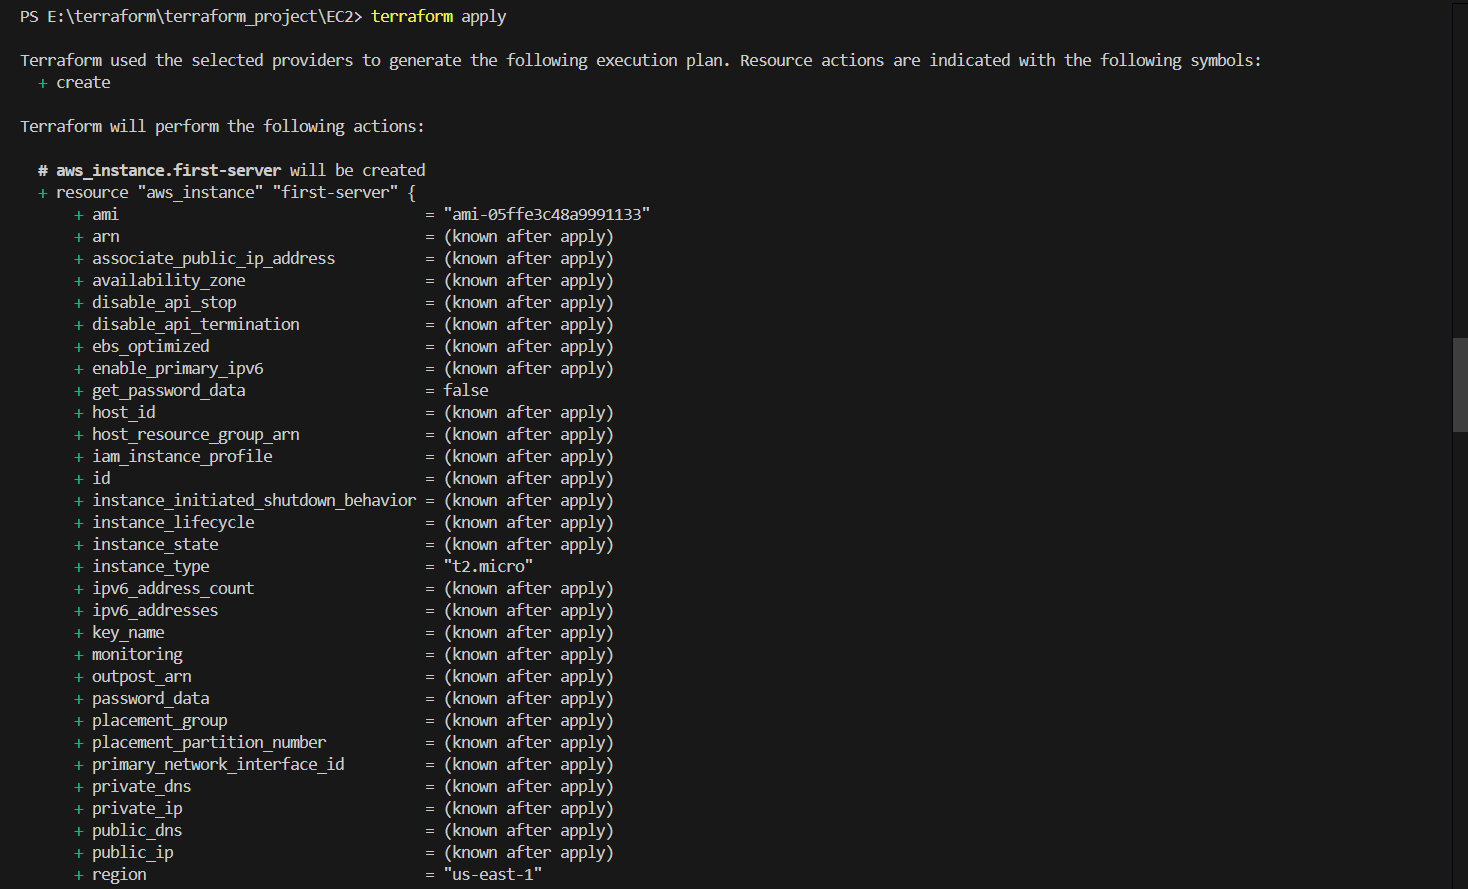 PS E:\terraform\terraform_project\EC2> terraform apply
Terraform used the selected providers to generate the following execution plan. Resource actions are indicated with the following symbols:
  + create
Terraform will perform the following actions:
  # aws_instance.first-server will be created
  + resource "aws_instance" "first-server" {
      + ami                                  = "ami-05ffe3c48a9991133"
      + arn                                  = (known after apply)
      + associate_public_ip_address          = (known after apply)
      + availability_zone                    = (known after apply)
      + disable_api_stop                     = (known after apply)
      + disable_api_termination              = (known after apply)
      + ebs_optimized                        = (known after apply)
      + enable_primary_ipv6                  = (known after apply)
      + get_password_data                    = false
      + host_id                              = (known after apply)
      + host_resource_group_arn              = (known after apply)
      + iam_instance_profile                 = (known after apply)
      + id                                   = (known after apply)
      + instance_initiated_shutdown_behavior = (known after apply)
      + instance_lifecycle                   = (known after apply)
      + instance_state                       = (known after apply)
      + instance_type                        = "t2.micro"
      + ipv6_address_count                   = (known after apply)
      + ipv6_addresses                       = (known after apply)
      + key_name                             = (known after apply)
      + monitoring                           = (known after apply)
      + outpost_arn                          = (known after apply)
      + password_data                        = (known after apply)
      + placement_group                      = (known after apply)
      + placement_partition_number           = (known after apply)
      + primary_network_interface_id         = (known after apply)
      + private_dns                          = (known after apply)
      + private_ip                           = (known after apply)
      + public_dns                           = (known after apply)
      + public_ip                            = (known after apply)
      + region                               = "us-east-1"